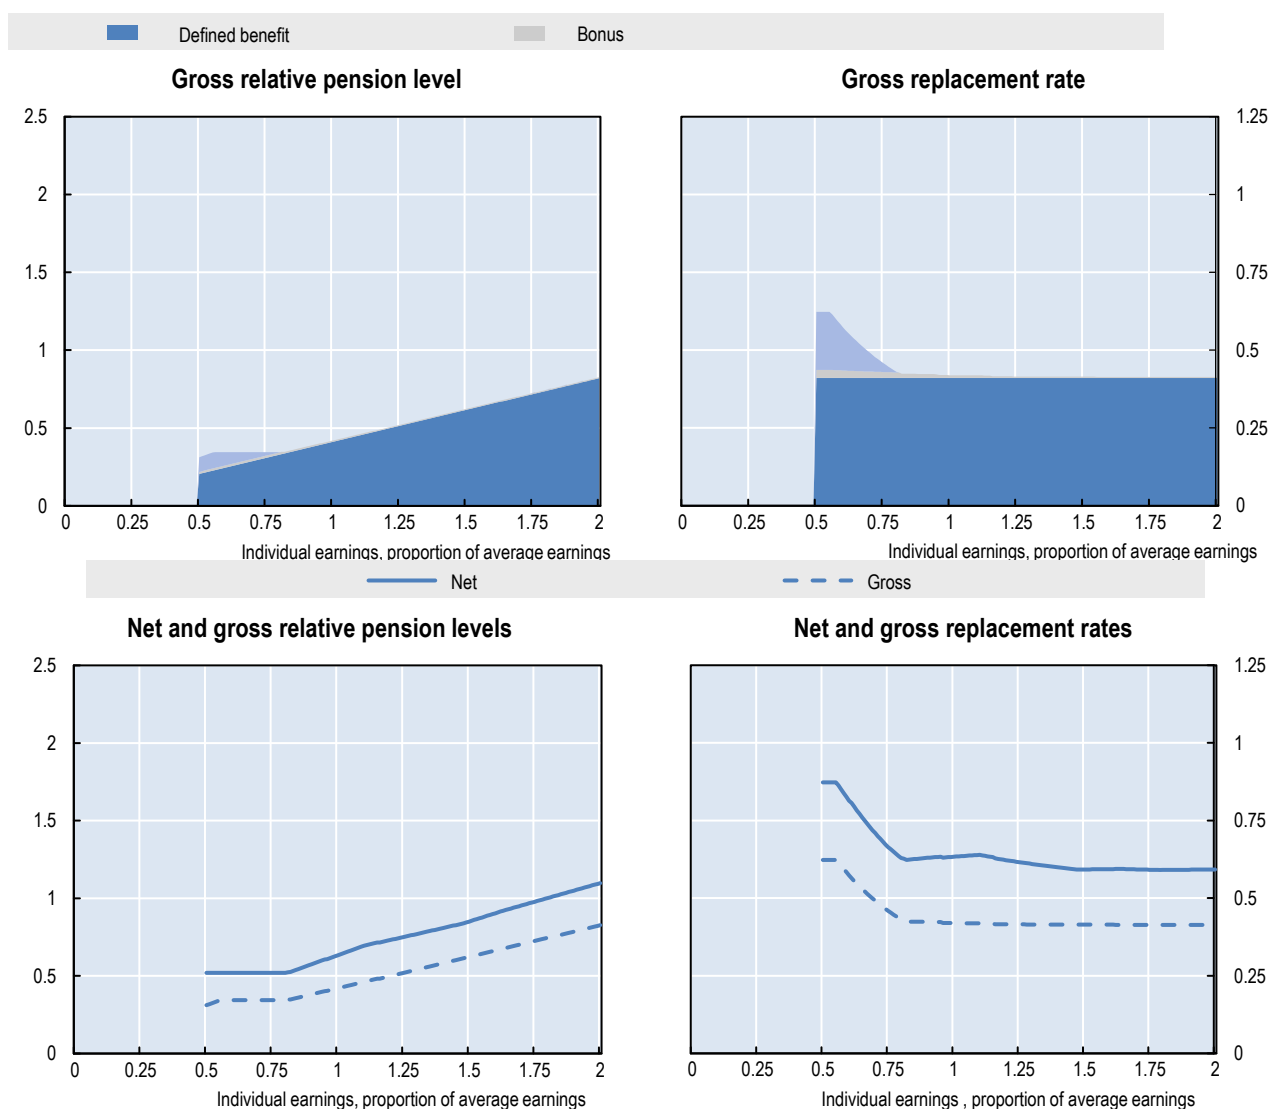 Defined benefit Bonus
Gross relative pension level
Gross replacement rate
2.5
2
1.5
1
0.5
0
0 0.25 0.5 0.75 1 1.25 1.5 1.75 2
Individual earnings, proportion of average earnings
1.25
1
0.75
0.5
0.25
0
0 0.25 0.5 0.75 1 1.25 1.5 1.75 2
Individual earnings, proportion of average earnings
Net Gross
Net and gross relative pension levels
Net and gross replacement rates
2.5
2
1.5
1
0.5
0
0 0.25 0.5 0.75 1 1.25 1.5 1.75 2
Individual earnings, proportion of average earnings
1.25
1
0.75
0.5
0.25
0
0 0.25 0.5 0.75 1 1.25 1.5 1.75 2
Individual earnings , proportion of average earnings